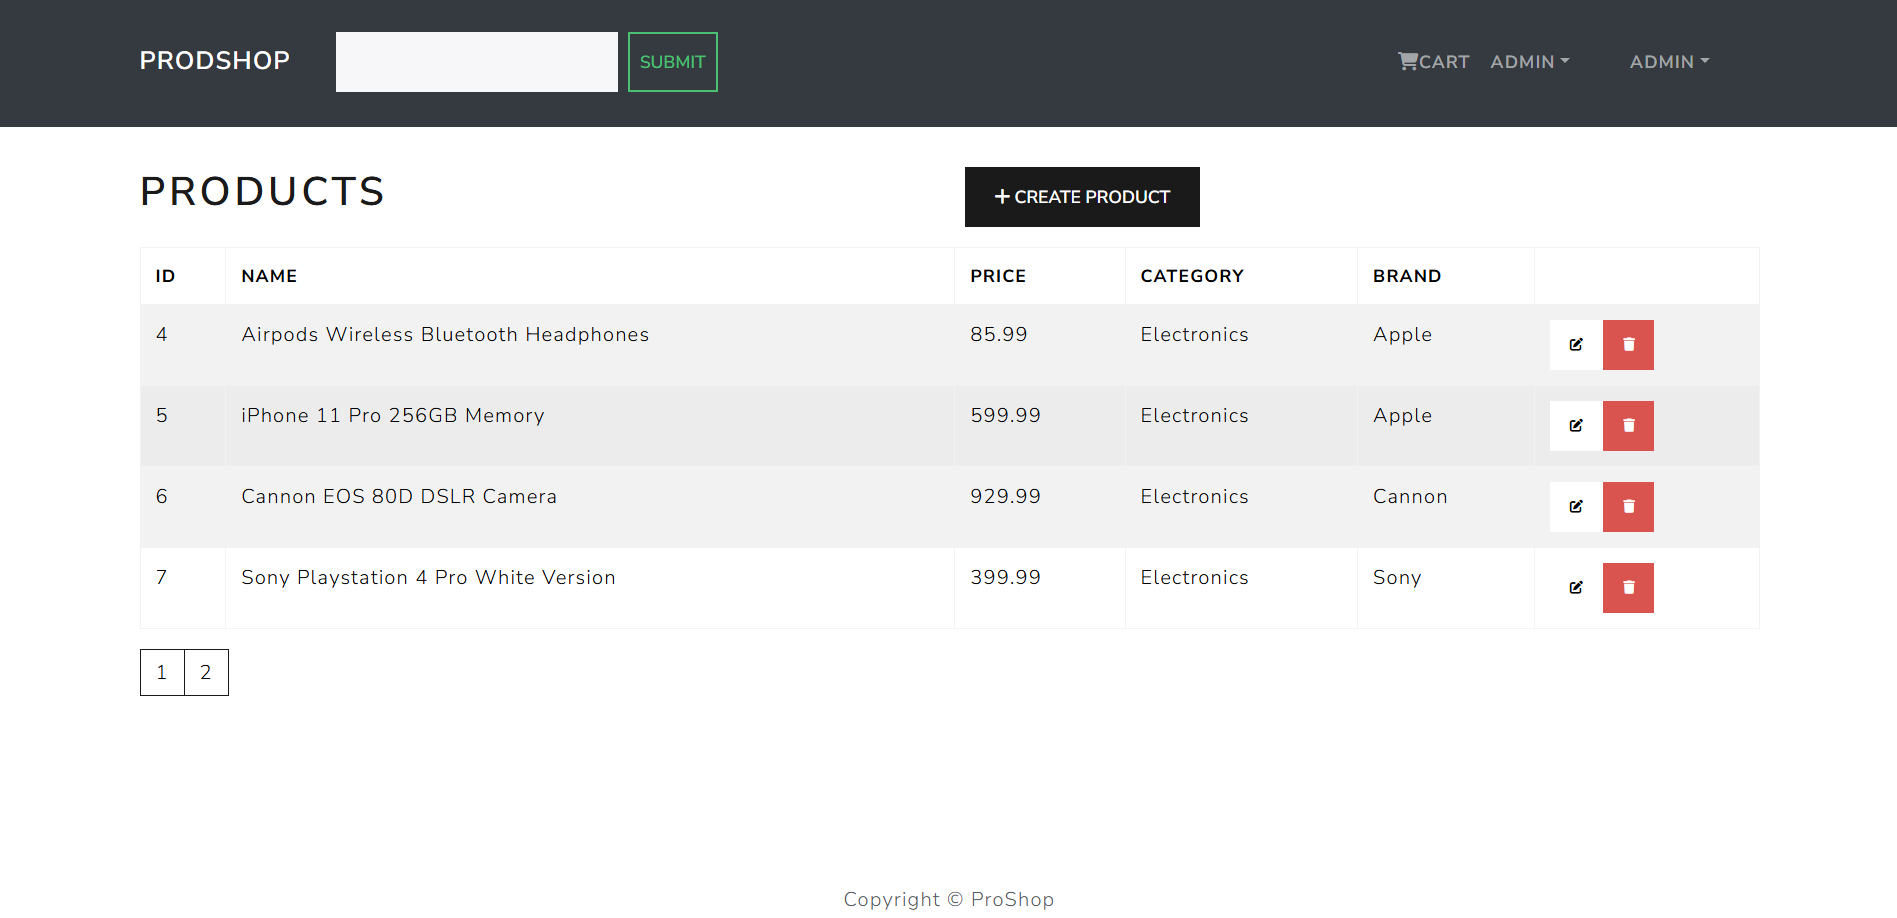 PRODSHOP SUBMIT CART ADMIN ADMIN
PRODUCTS CREATE PRODUCT
ID NAME PRICE CATEGORY BRAND
4 Airpods Wireless Bluetooth Headphones 85.99 Electronics Apple
5 iPhone 11 Pro 256GB Memory 599.99 Electronics Apple
6 Cannon EOS 80D DSLR Camera 929.99 Electronics Cannon
7 Sony Playstation 4 Pro White Version 399.99 Electronics Sony
1 2
Copyright © ProShop